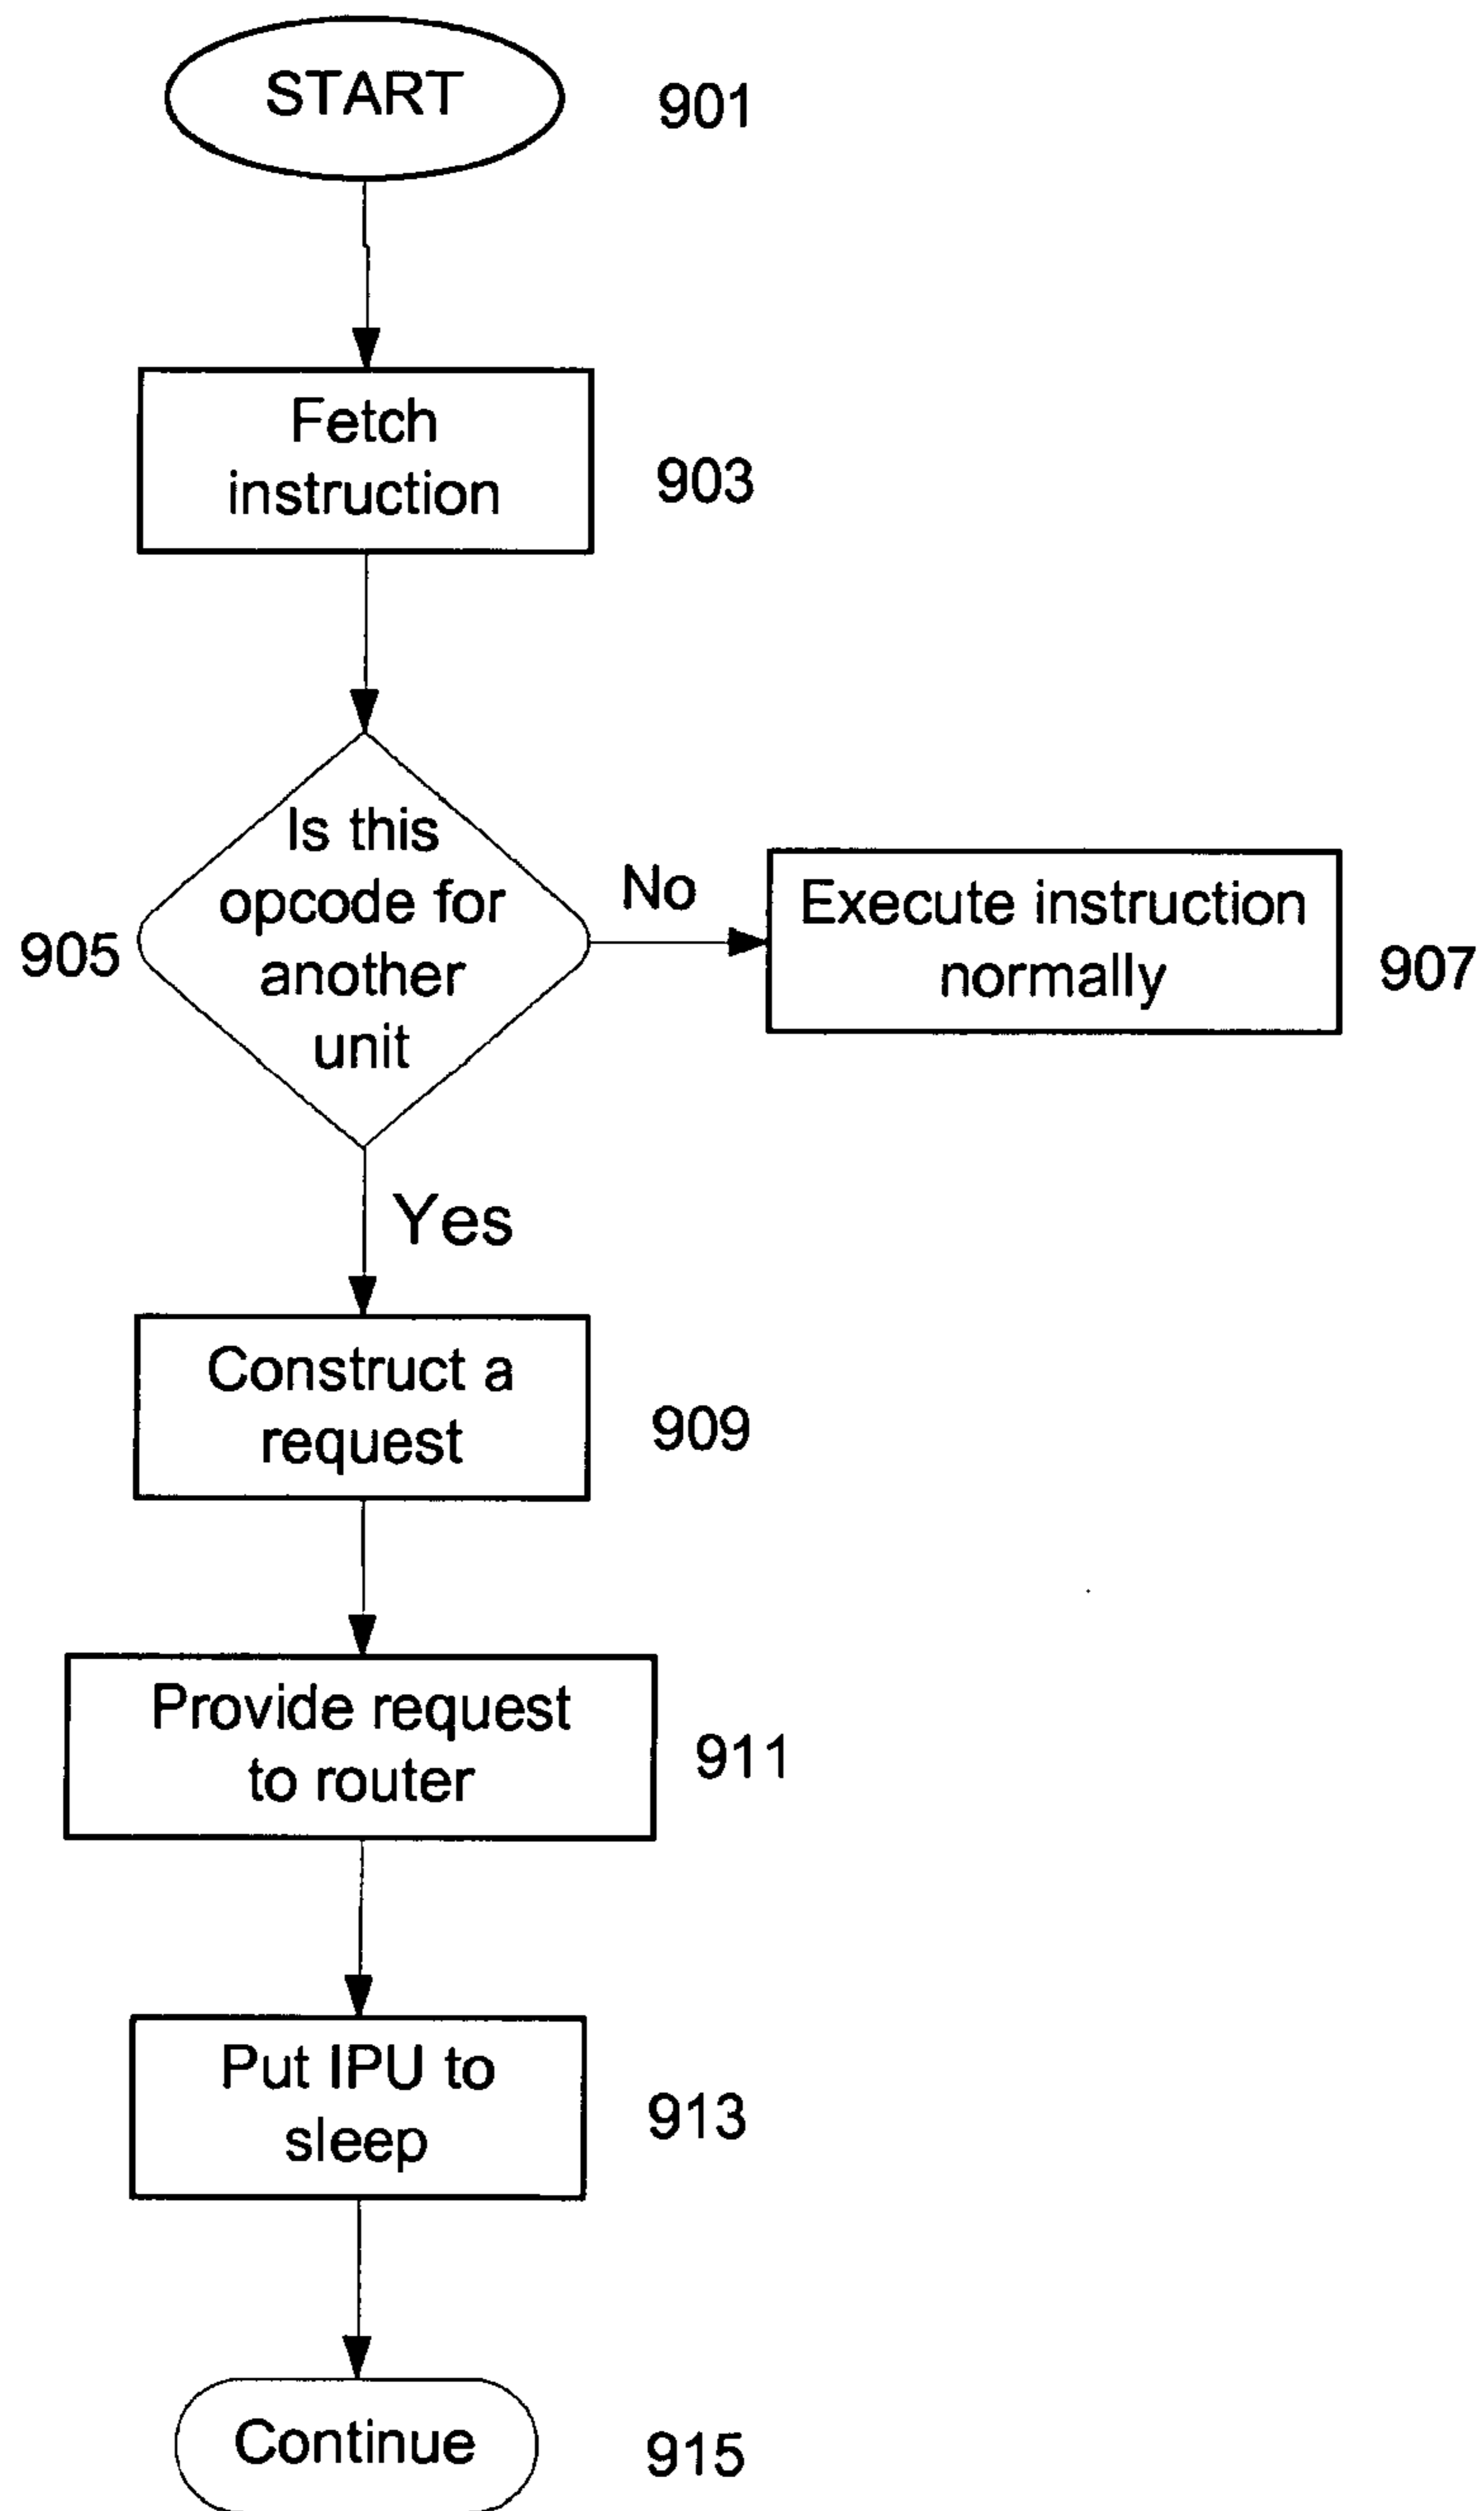 START
901
Fetch
instruction
903
Is this
opcode for
another
unit
905
No
Execute instruction
normally
907
Yes
Construct a
request
909
Provide request
to router
911
Put IPU to
sleep
913
Continue
915